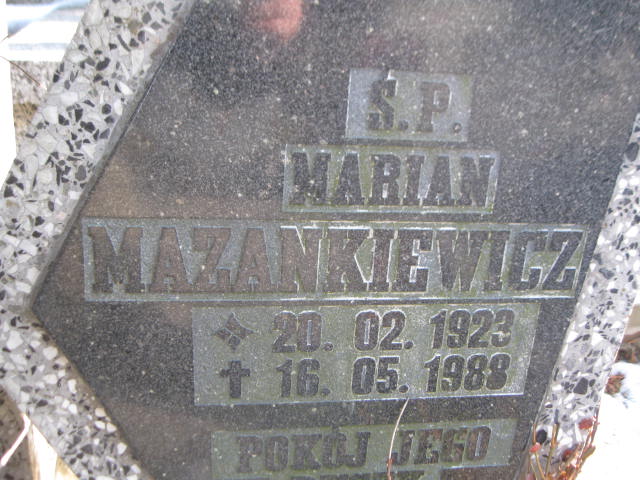 S.P.
MARIAN
MAZANKIEWICZ
20. 02. 1923
16. 05. 1988
POKÓJ JEGO